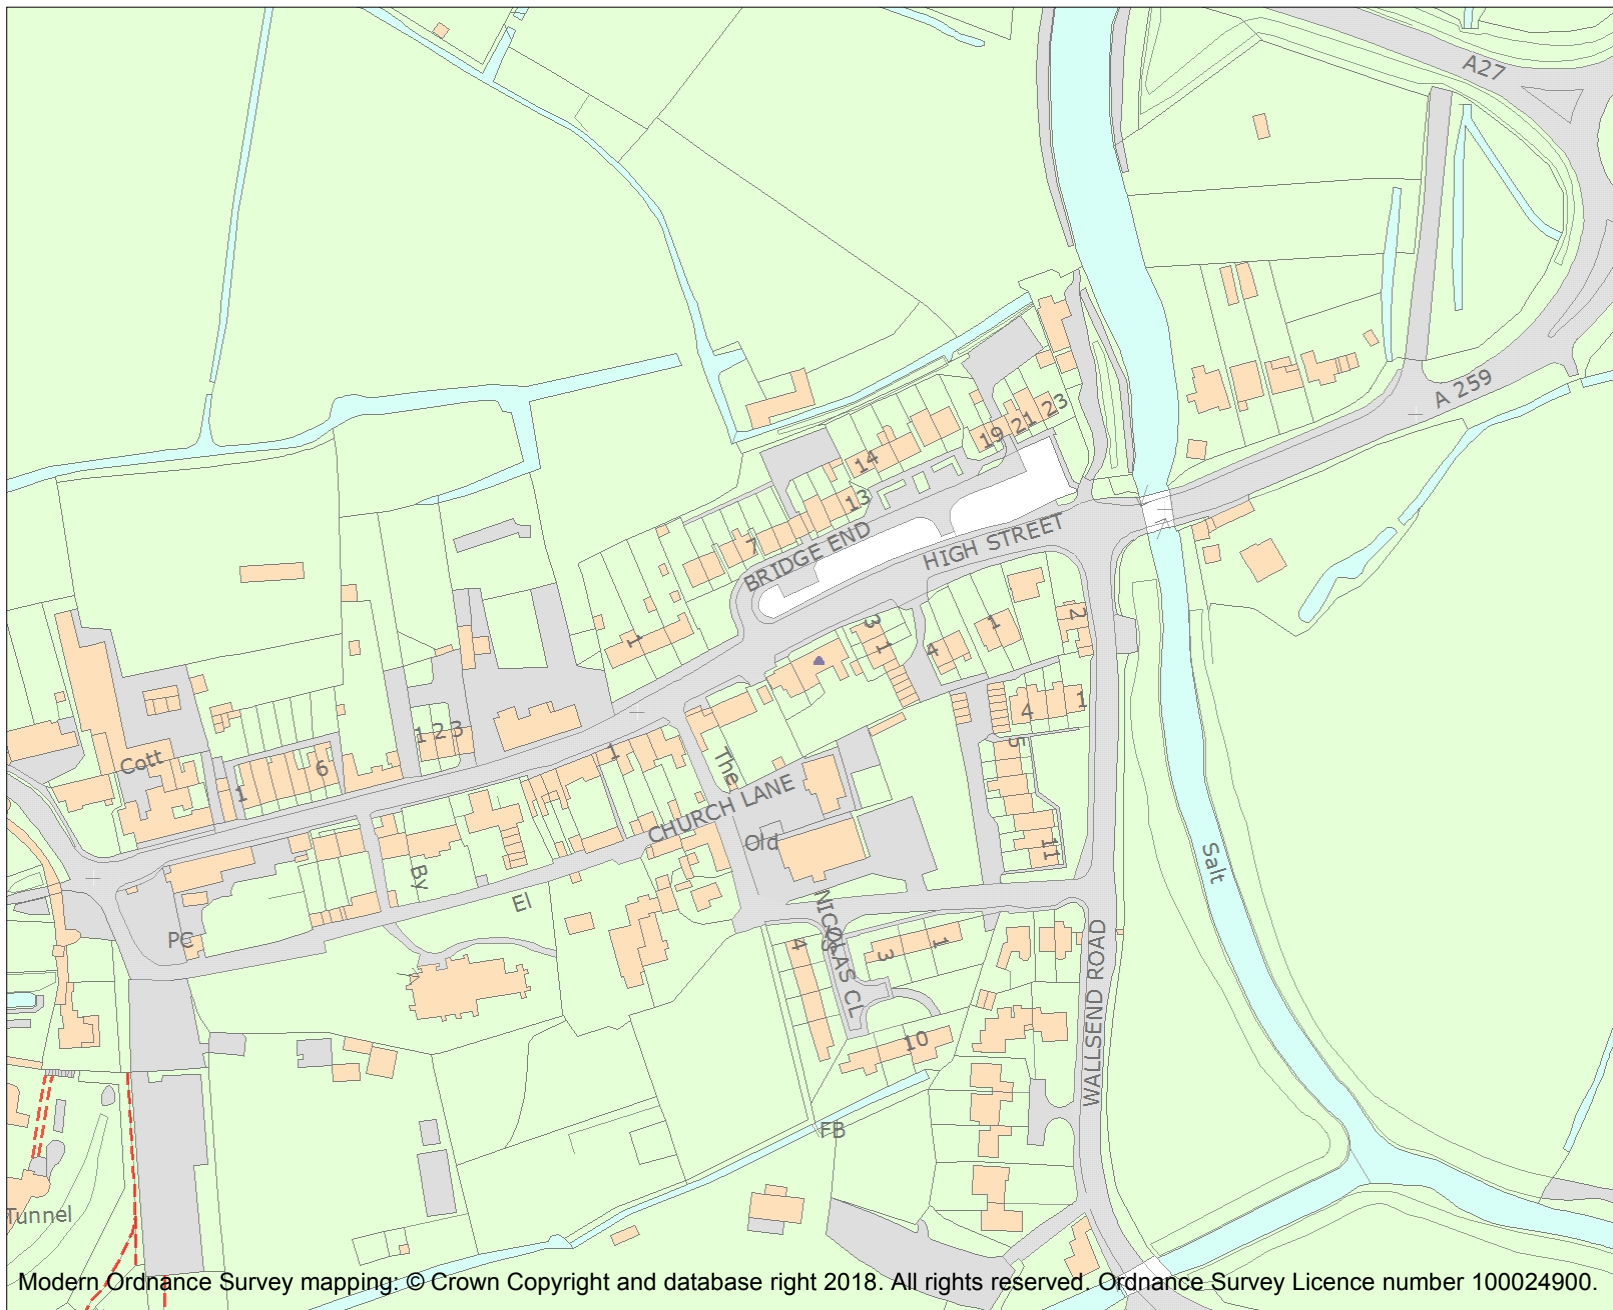 A27
A 259
23
21
19
14
13
7
BRIDGE END
HIGH STREET
1
3
1
4
1
2
1 2 3
1
6
1
Cott
The
CHURCH LANE
Old
4
1
5
11
By
El
PC
Salt
NICOLAS CL
4
3
1
10
WALLSEND ROAD
FB
Tunnel
Modern Ordnance Survey mapping: © Crown Copyright and database right 2018. All rights reserved. Ordnance Survey Licence number 100024900.